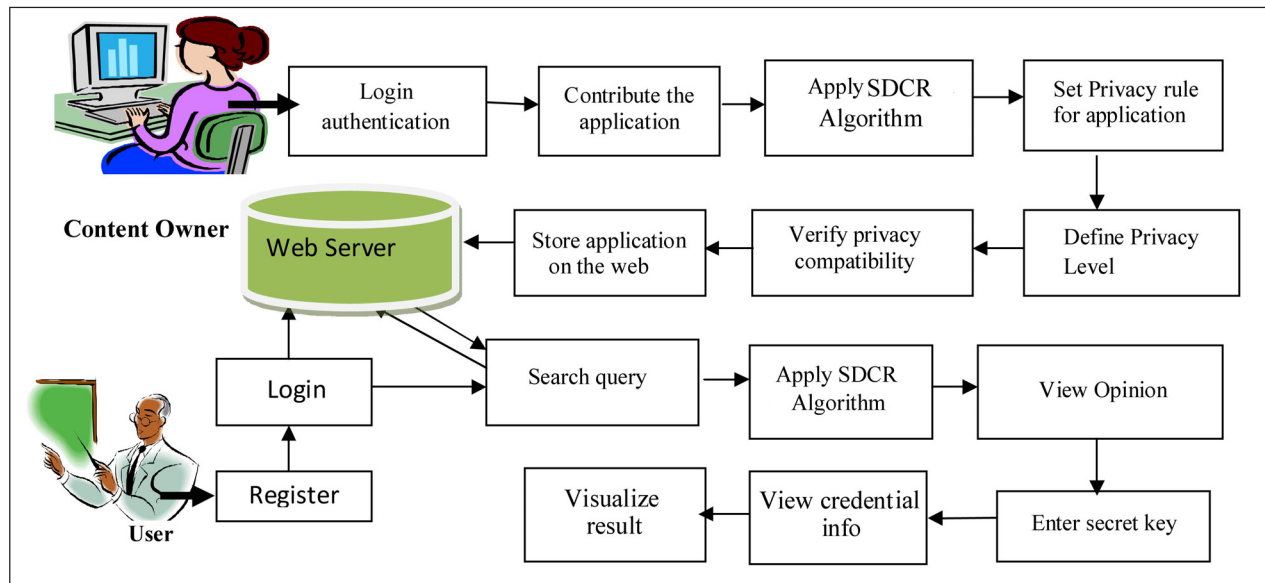 Login
authentication
Contribute the
application
Apply SDCR
Algorithm
Set Privacy rule
for application
Content Owner
Web Server
Store application
on the web
Verify privacy
compatibility
Define Privacy
Level
Login
Search query
Apply SDCR
Algorithm
View Opinion
Register
User
Visualize
result
View credential
info
Enter secret key